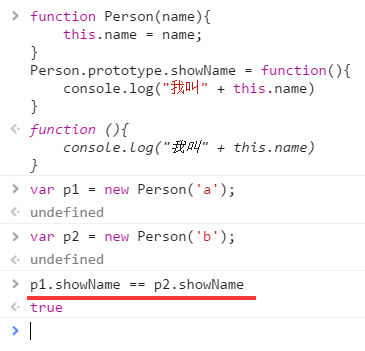 function Person(name){
    this.name = name;
}
Person.prototype.showName = function(){
    console.log("我叫" + this.name)
}
function (){
    console.log("我叫" + this.name)
}
var p1 = new Person('a');
undefined
var p2 = new Person('b');
undefined
p1.showName == p2.showName
true